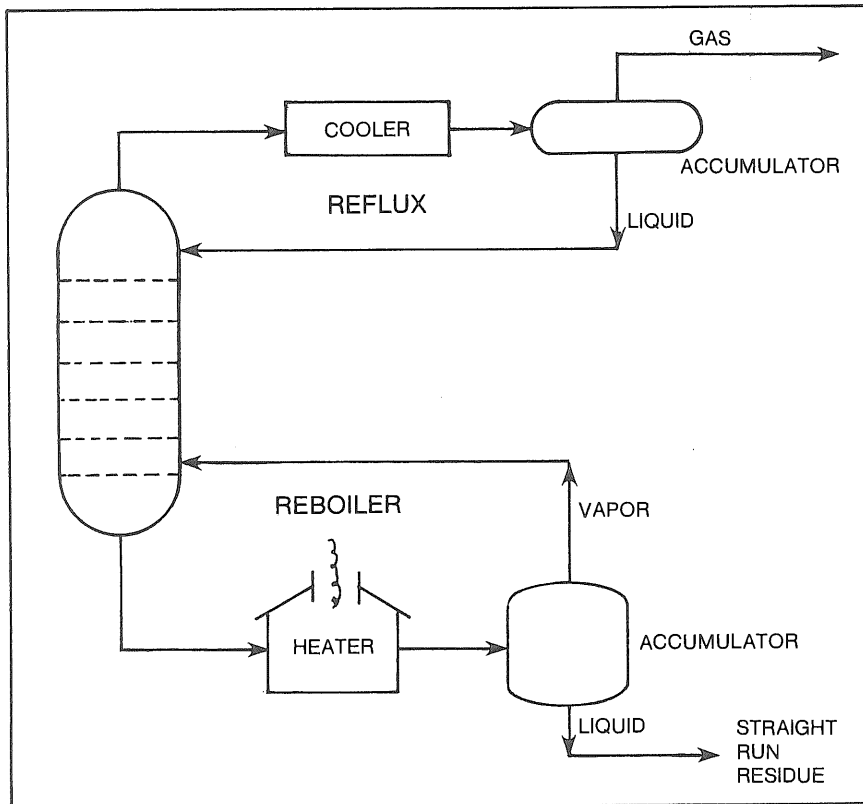 GAS
COOLER
ACCUMULATOR
REFLUX
LIQUID
REBOILER
VAPOR
HEATER
ACCUMULATOR
LIQUID
STRAIGHT
RUN
RESIDUE